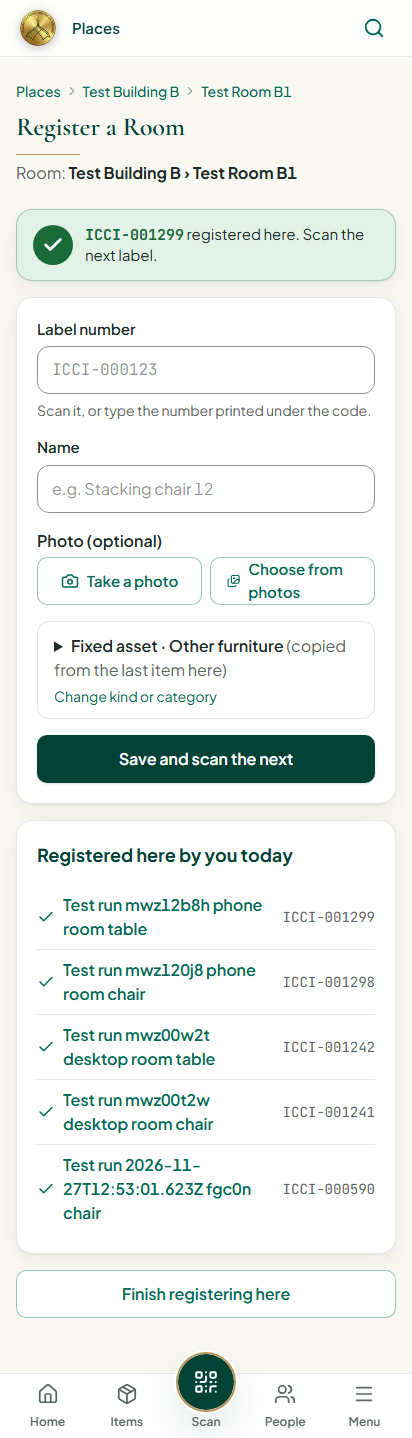 Places
Places > Test Building B > Test Room B1
Register a Room
Room: Test Building B › Test Room B1
ICCI-001299 registered here. Scan the
next label.
Label number
ICCI-000123
Scan it, or type the number printed under the code.
Name
e.g. Stacking chair 12
Photo (optional)
Take a photo
Choose from
photos
▶ Fixed asset · Other furniture (copied
from the last item here)
Change kind or category
Save and scan the next
Registered here by you today
Test run mwz12b8h phone
room table
ICCI-001299
Test run mwz120j8 phone
room chair
ICCI-001298
Test run mwz00w2t
desktop room table
ICCI-001242
Test run mwz00t2w
desktop room chair
ICCI-001241
Test run 2026-11-
27T12:53:01.623Z fgc0n
chair
ICCI-000590
Finish registering here
Home
Items
Scan
People
Menu